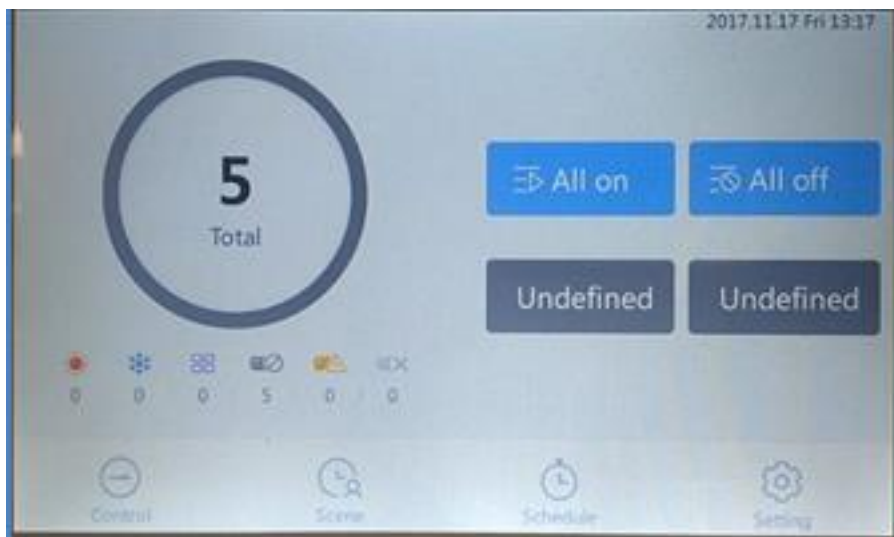 2017.11.17 Fri 13:17
5
Total
All on
All off
Undefined
Undefined
0 0 0 5 0 0
Control
Scene
Schedule
Setting